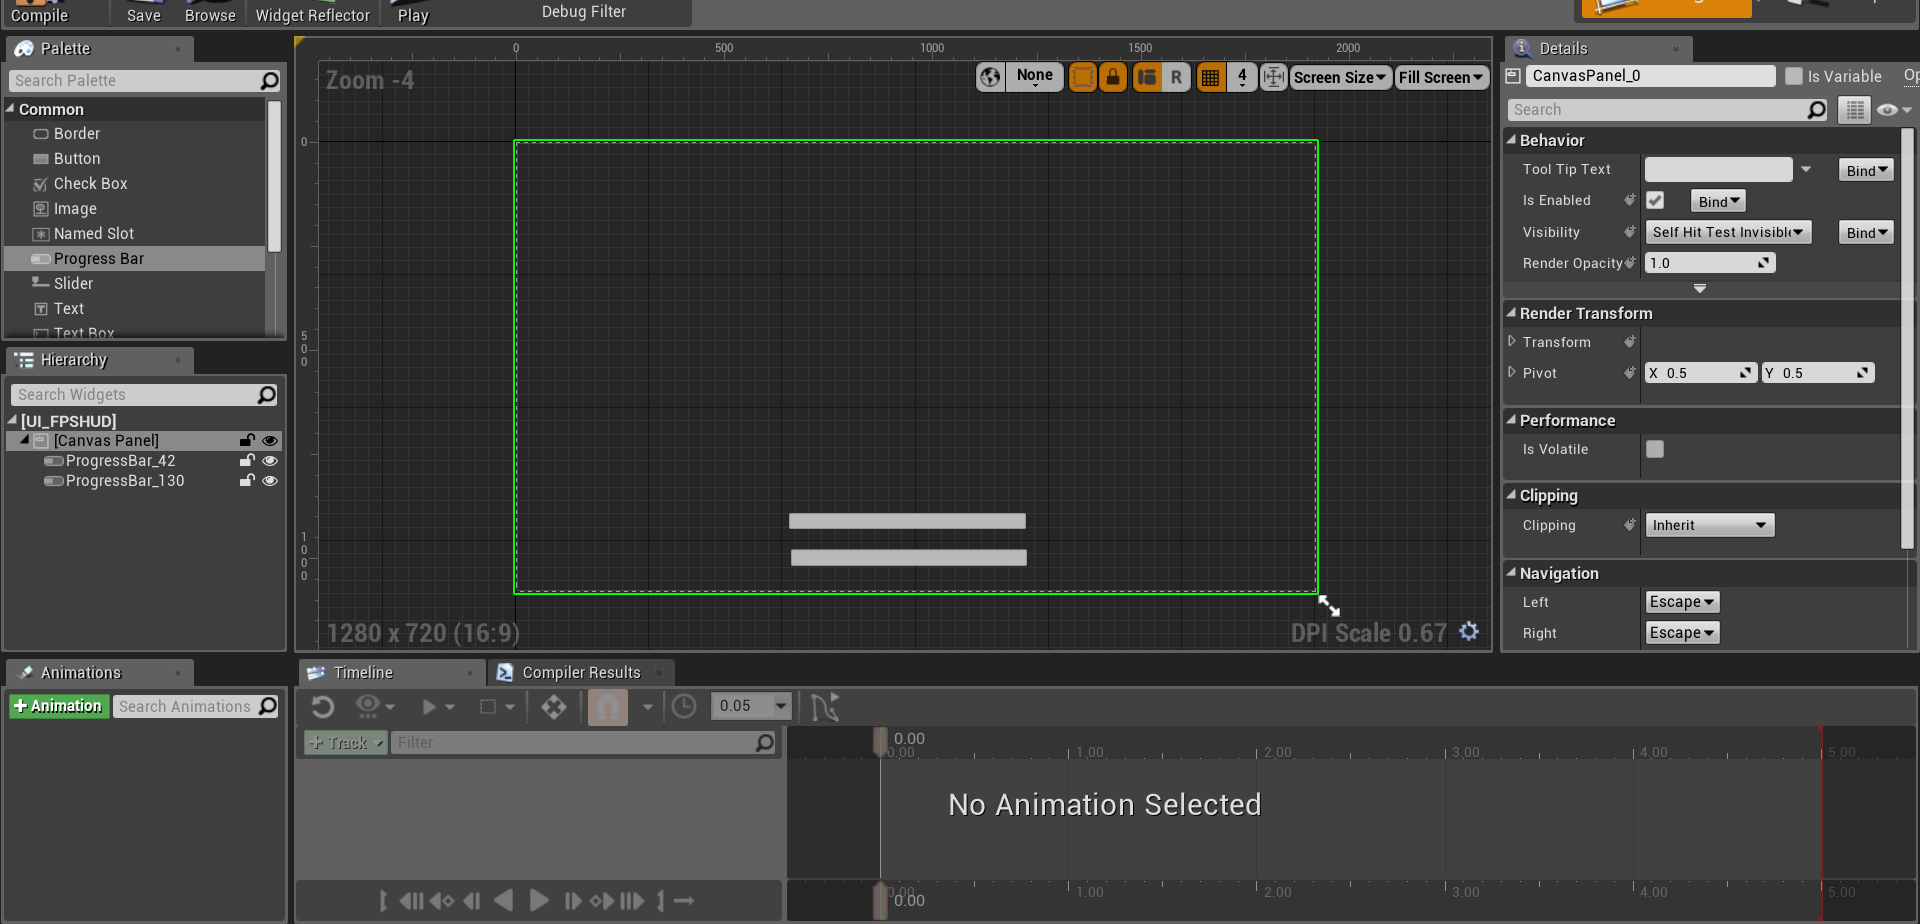 Compile
Save
Browse
Widget Reflector
Play
Debug Filter
Palette
Search Palette
Common
Border
Button
Check Box
Image
Named Slot
Progress Bar
Slider
Text
Text Box
Hierarchy
Search Widgets
[UI_FPSHUD]
[Canvas Panel]
ProgressBar_42
ProgressBar_130
0 500 1000 1500 2000
Zoom -4
None
R
4
Screen Size
Fill Screen
0
500
1000
1280 x 720 (16:9)
DPI Scale 0.67
Details
CanvasPanel_0
Is Variable
Op
Search
Behavior
Tool Tip Text
Bind
Is Enabled
Bind
Visibility
Self Hit Test Invisible
Bind
Render Opacity
1.0
Render Transform
Transform
Pivot
X 0.5
Y 0.5
Performance
Is Volatile
Clipping
Clipping
Inherit
Navigation
Left
Escape
Right
Escape
Animations
+ Animation
Search Animations
Timeline
Compiler Results
0.05
+ Track
Filter
0.00
0.00 1.00 2.00 3.00 4.00 5.00
No Animation Selected
0.00 1.00 2.00 3.00 4.00 5.00
0.00